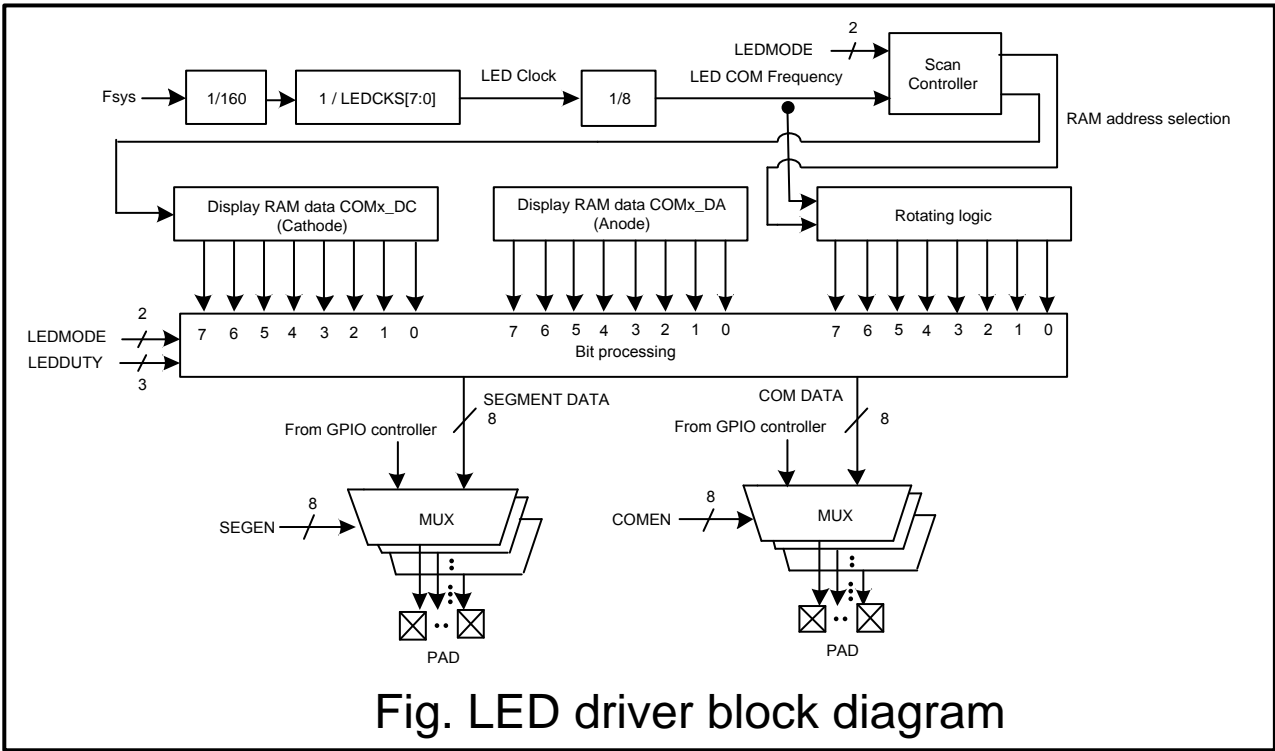 2
LEDMODE
Scan
Controller
LED Clock
LED COM Frequency
Fsys
1/160
1 / LEDCKS[7:0]
1/8
RAM address selection
Display RAM data COMx_DC
(Cathode)
Display RAM data COMx_DA
(Anode)
Rotating logic
2
LEDMODE
LEDDUTY
3
7 6 5 4 3 2 1 0
7 6 5 4 3 2 1 0
7 6 5 4 3 2 1 0
Bit processing
SEGMENT DATA
8
COM DATA
8
From GPIO controller
From GPIO controller
8
SEGEN
MUX
8
COMEN
MUX
PAD
PAD
Fig. LED driver block diagram